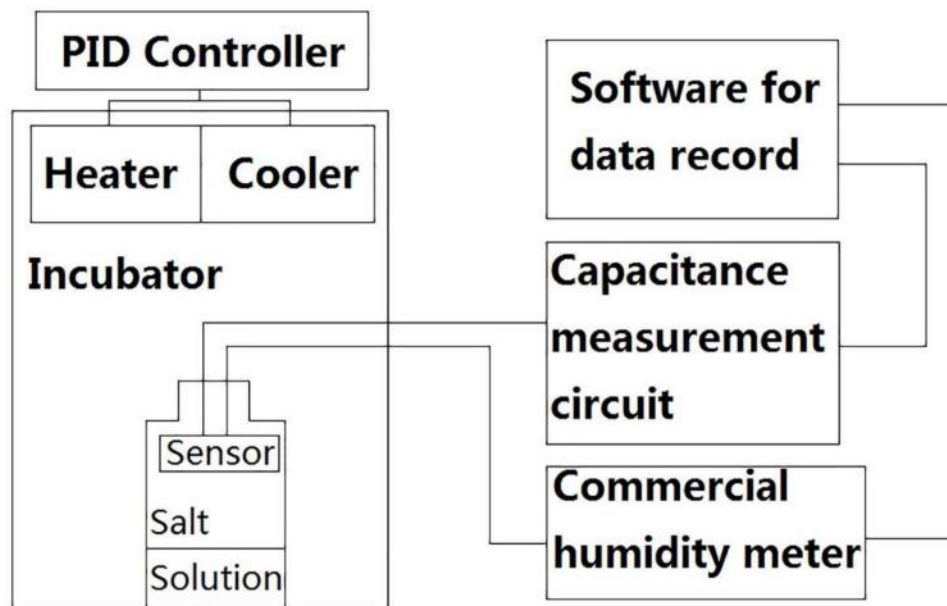 PID Controller
Heater
Cooler
Incubator
Sensor
Salt
Solution
Software for
data record
Capacitance
measurement
circuit
Commercial
humidity meter